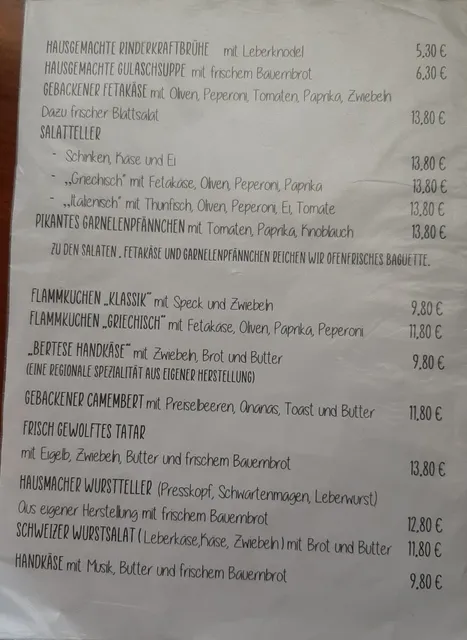 HAUSGEMACHTE RINDERKRAFTBRÜHE mit Leberknödel 5,30 €
HAUSGEMACHTE GULASCHSUPPE mit frischem Bauernbrot 6,30 €
GEBACKENER FETAKÄSE mit Oliven, Peperoni, Tomaten, Paprika, Zwiebeln
Dazu frischer Blattsalat 13,80 €
SALATTELLER
- Schinken, Käse und Ei 13,80 €
- „Griechisch" mit Fetakäse, Oliven, Peperoni, Paprika 13,80 €
- „Italienisch" mit Thunfisch, Oliven, Peperoni, Ei, Tomate 13,80 €
PIKANTES GARNELENPFÄNNCHEN mit Tomaten, Paprika, Knoblauch 13,80 €
ZU DEN SALATEN , FETAKÄSE UND GARNELENPFÄNNCHEN REICHEN WIR OFENFRISCHES BAGUETTE.
FLAMMKUCHEN „KLASSIK" mit Speck und Zwiebeln 9,80 €
FLAMMKUCHEN „GRIECHISCH" mit Fetakäse, Oliven, Paprika, Peperoni 11,80 €
„BERTESE HANDKÄSE" mit Zwiebeln, Brot und Butter 9,80 €
(EINE REGIONALE SPEZIALITÄT AUS EIGENER HERSTELLUNG)
GEBACKENER CAMEMBERT mit Preiselbeeren, Ananas, Toast und Butter 11,80 €
FRISCH GEWOLFTES TATAR
mit Eigelb, Zwiebeln, Butter und frischem Bauernbrot 13,80 €
HAUSMACHER WURSTTELLER (Presskopf, Schwartenmagen, Leberwurst)
Aus eigener Herstellung mit frischem Bauernbrot 12,80 €
SCHWEIZER WURSTSALAT ( Leberkäse,Käse, Zwiebeln ) mit Brot und Butter 11,80 €
HANDKÄSE mit Musik, Butter und frischem Bauernbrot 9,80 €